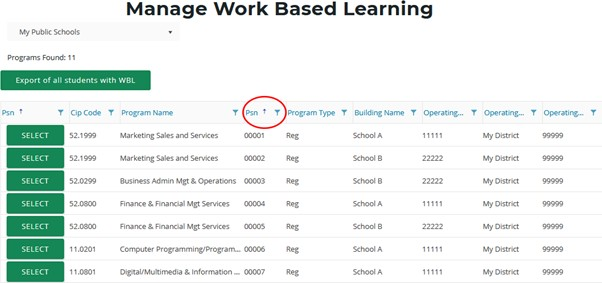 Manage Work Based Learning
My Public Schools
Programs Found: 11
Export of all students with WBL
Psn ↑ Cip Code Program Name Psn ↑ Program Type Building Name Operating... Operating... Operating...
SELECT 52.1999 Marketing Sales and Services 00001 Reg School A 11111 My District 99999
SELECT 52.1999 Marketing Sales and Services 00002 Reg School B 22222 My District 99999
SELECT 52.0299 Business Admin Mgt & Operations 00003 Reg School B 22222 My District 99999
SELECT 52.0800 Finance & Financial Mgt Services 00004 Reg School A 11111 My District 99999
SELECT 52.0800 Finance & Financial Mgt Services 00005 Reg School B 22222 My District 99999
SELECT 11.0201 Computer Programming/Program... 00006 Reg School A 11111 My District 99999
SELECT 11.0801 Digital/Multimedia & Information ... 00007 Reg School A 11111 My District 99999